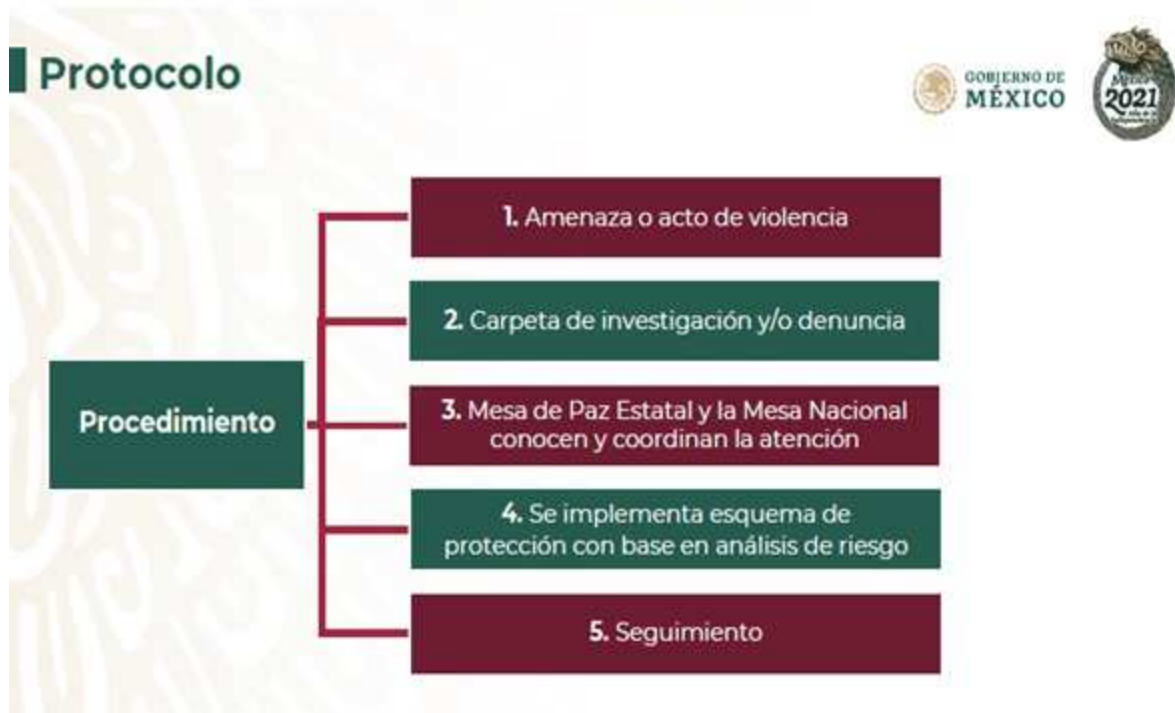 Protocolo
GOBIERNO DE
MÉXICO
México
2021
1. Amenaza o acto de violencia
2. Carpeta de investigación y/o denuncia
Procedimiento
3. Mesa de Paz Estatal y la Mesa Nacional
conocen y coordinan la atención
4. Se implementa esquema de
protección con base en análisis de riesgo
5. Seguimiento